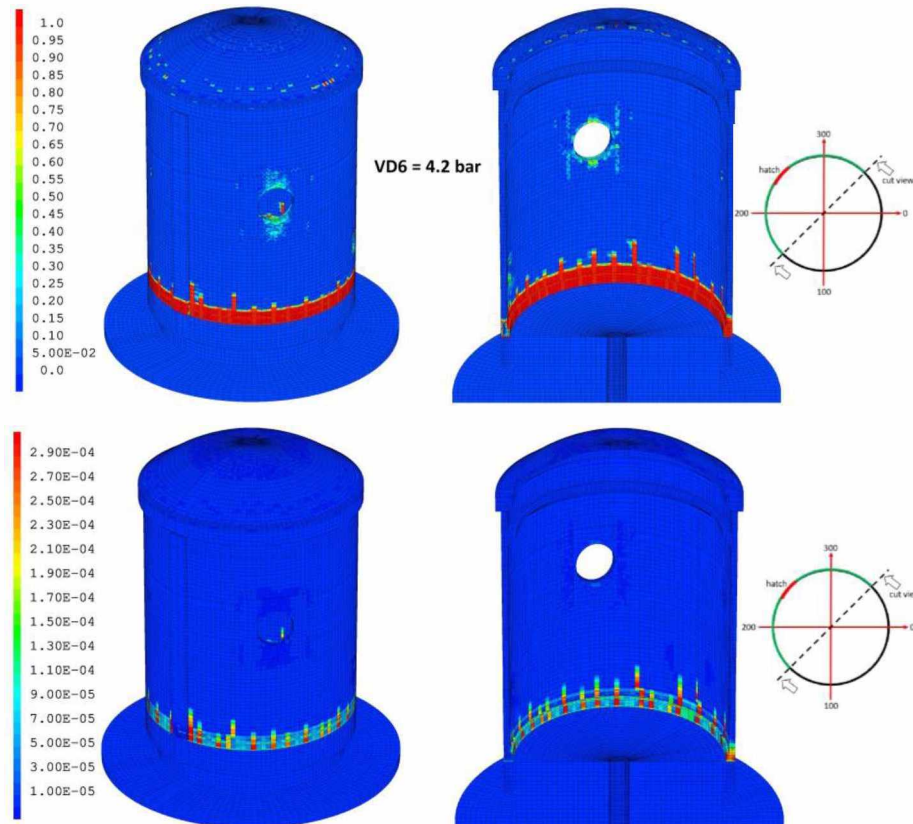 1.0
0.95
0.90
0.85
0.80
0.75
0.70
0.65
0.60
0.55
0.50
0.45
0.40
0.35
0.30
0.25
0.20
0.15
0.10
5.00E-02
0.0
VD6 = 4.2 bar
300
hatch
cut view
200
0
100
2.90E-04
2.70E-04
2.50E-04
2.30E-04
2.10E-04
1.90E-04
1.70E-04
1.50E-04
1.30E-04
1.10E-04
9.00E-05
7.00E-05
5.00E-05
3.00E-05
1.00E-05
300
hatch
cut view
200
0
100